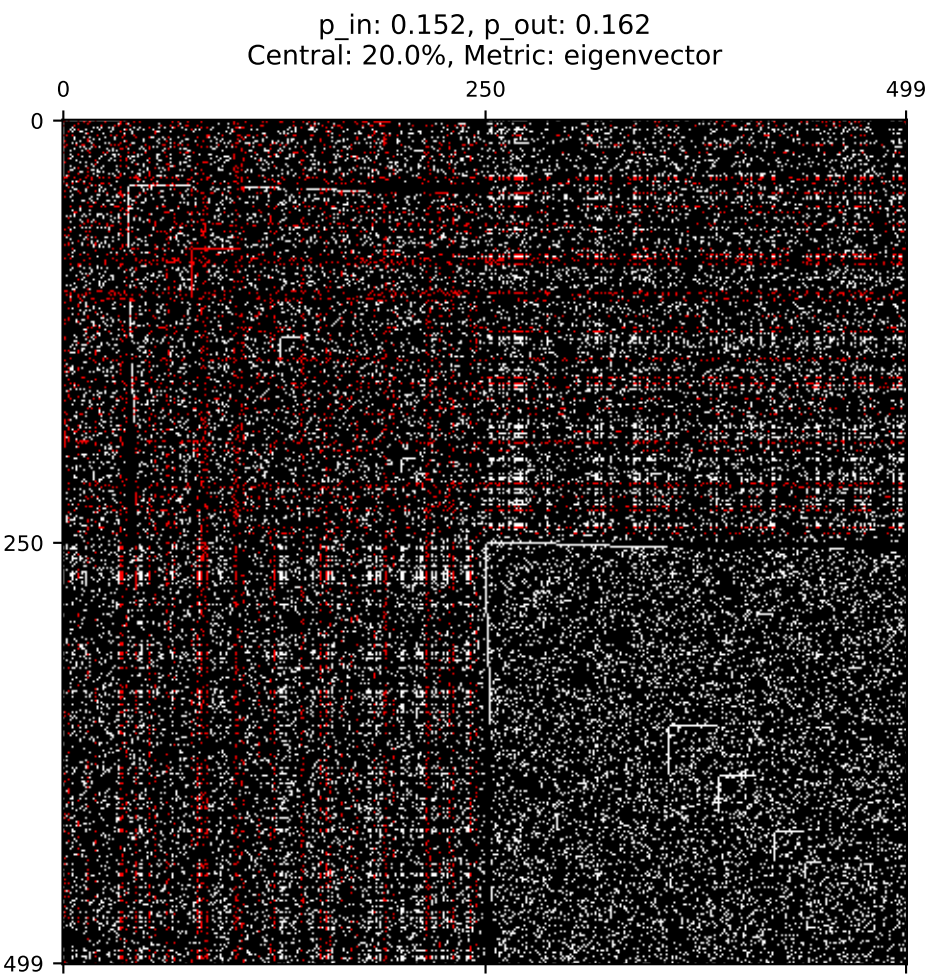 p_in: 0.152, p_out: 0.162
Central: 20.0%, Metric: eigenvector
0 250 499
0
250
499